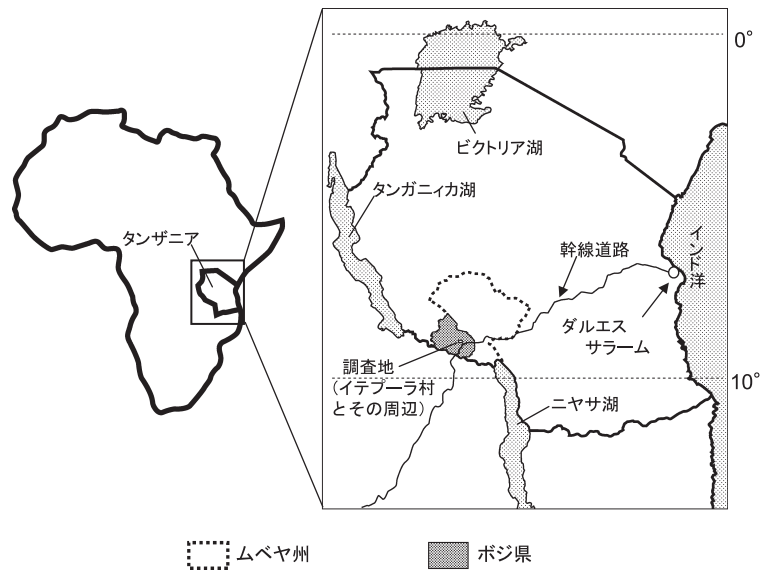 0°
ビクトリア湖
タンガニィカ湖
タンザニア
インド洋
幹線道路
ダルエス
サラーム
調査地
(イテプーラ村
とその周辺)
10°
ニヤサ湖
ムベヤ州
ボジ県